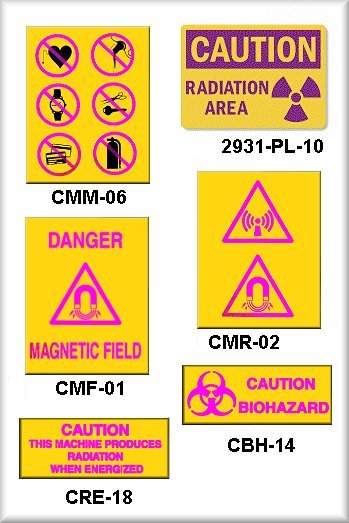 CAUTION
RADIATION
AREA
2931-PL-10
CMM-06
DANGER
MAGNETIC FIELD
CMR-02
CMF-01
CAUTION
BIOHAZARD
CAUTION
THIS MACHINE PRODUCES
RADIATION
WHEN ENERGIZED
CBH-14
CRE-18